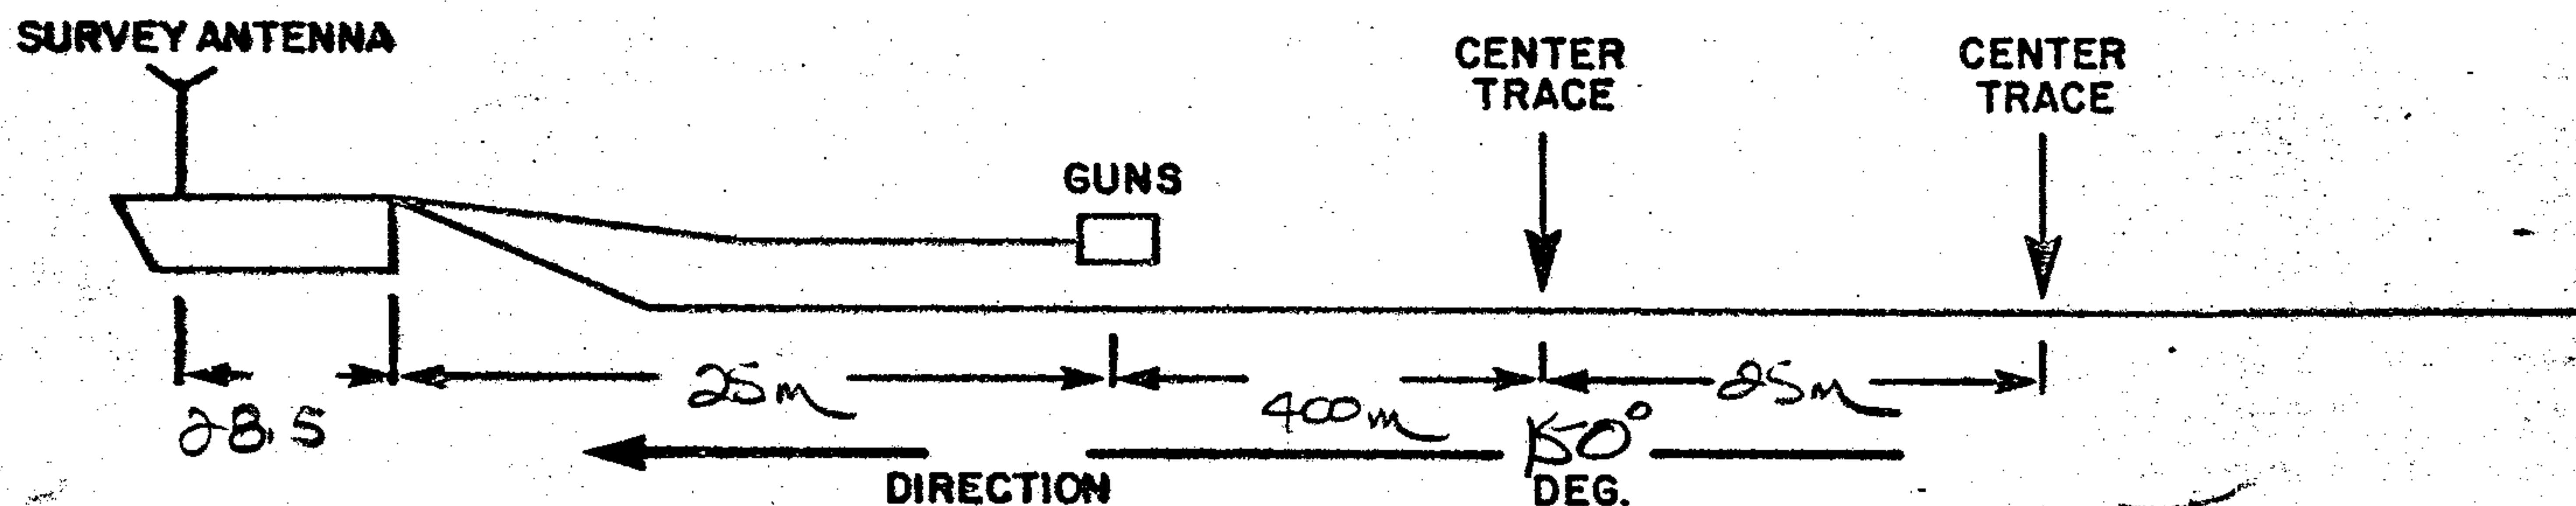 SURVEY ANTENNA
CENTER
TRACE
CENTER
TRACE
GUNS
28.5
25m
400m
25m
DIRECTION
150°
DEG.